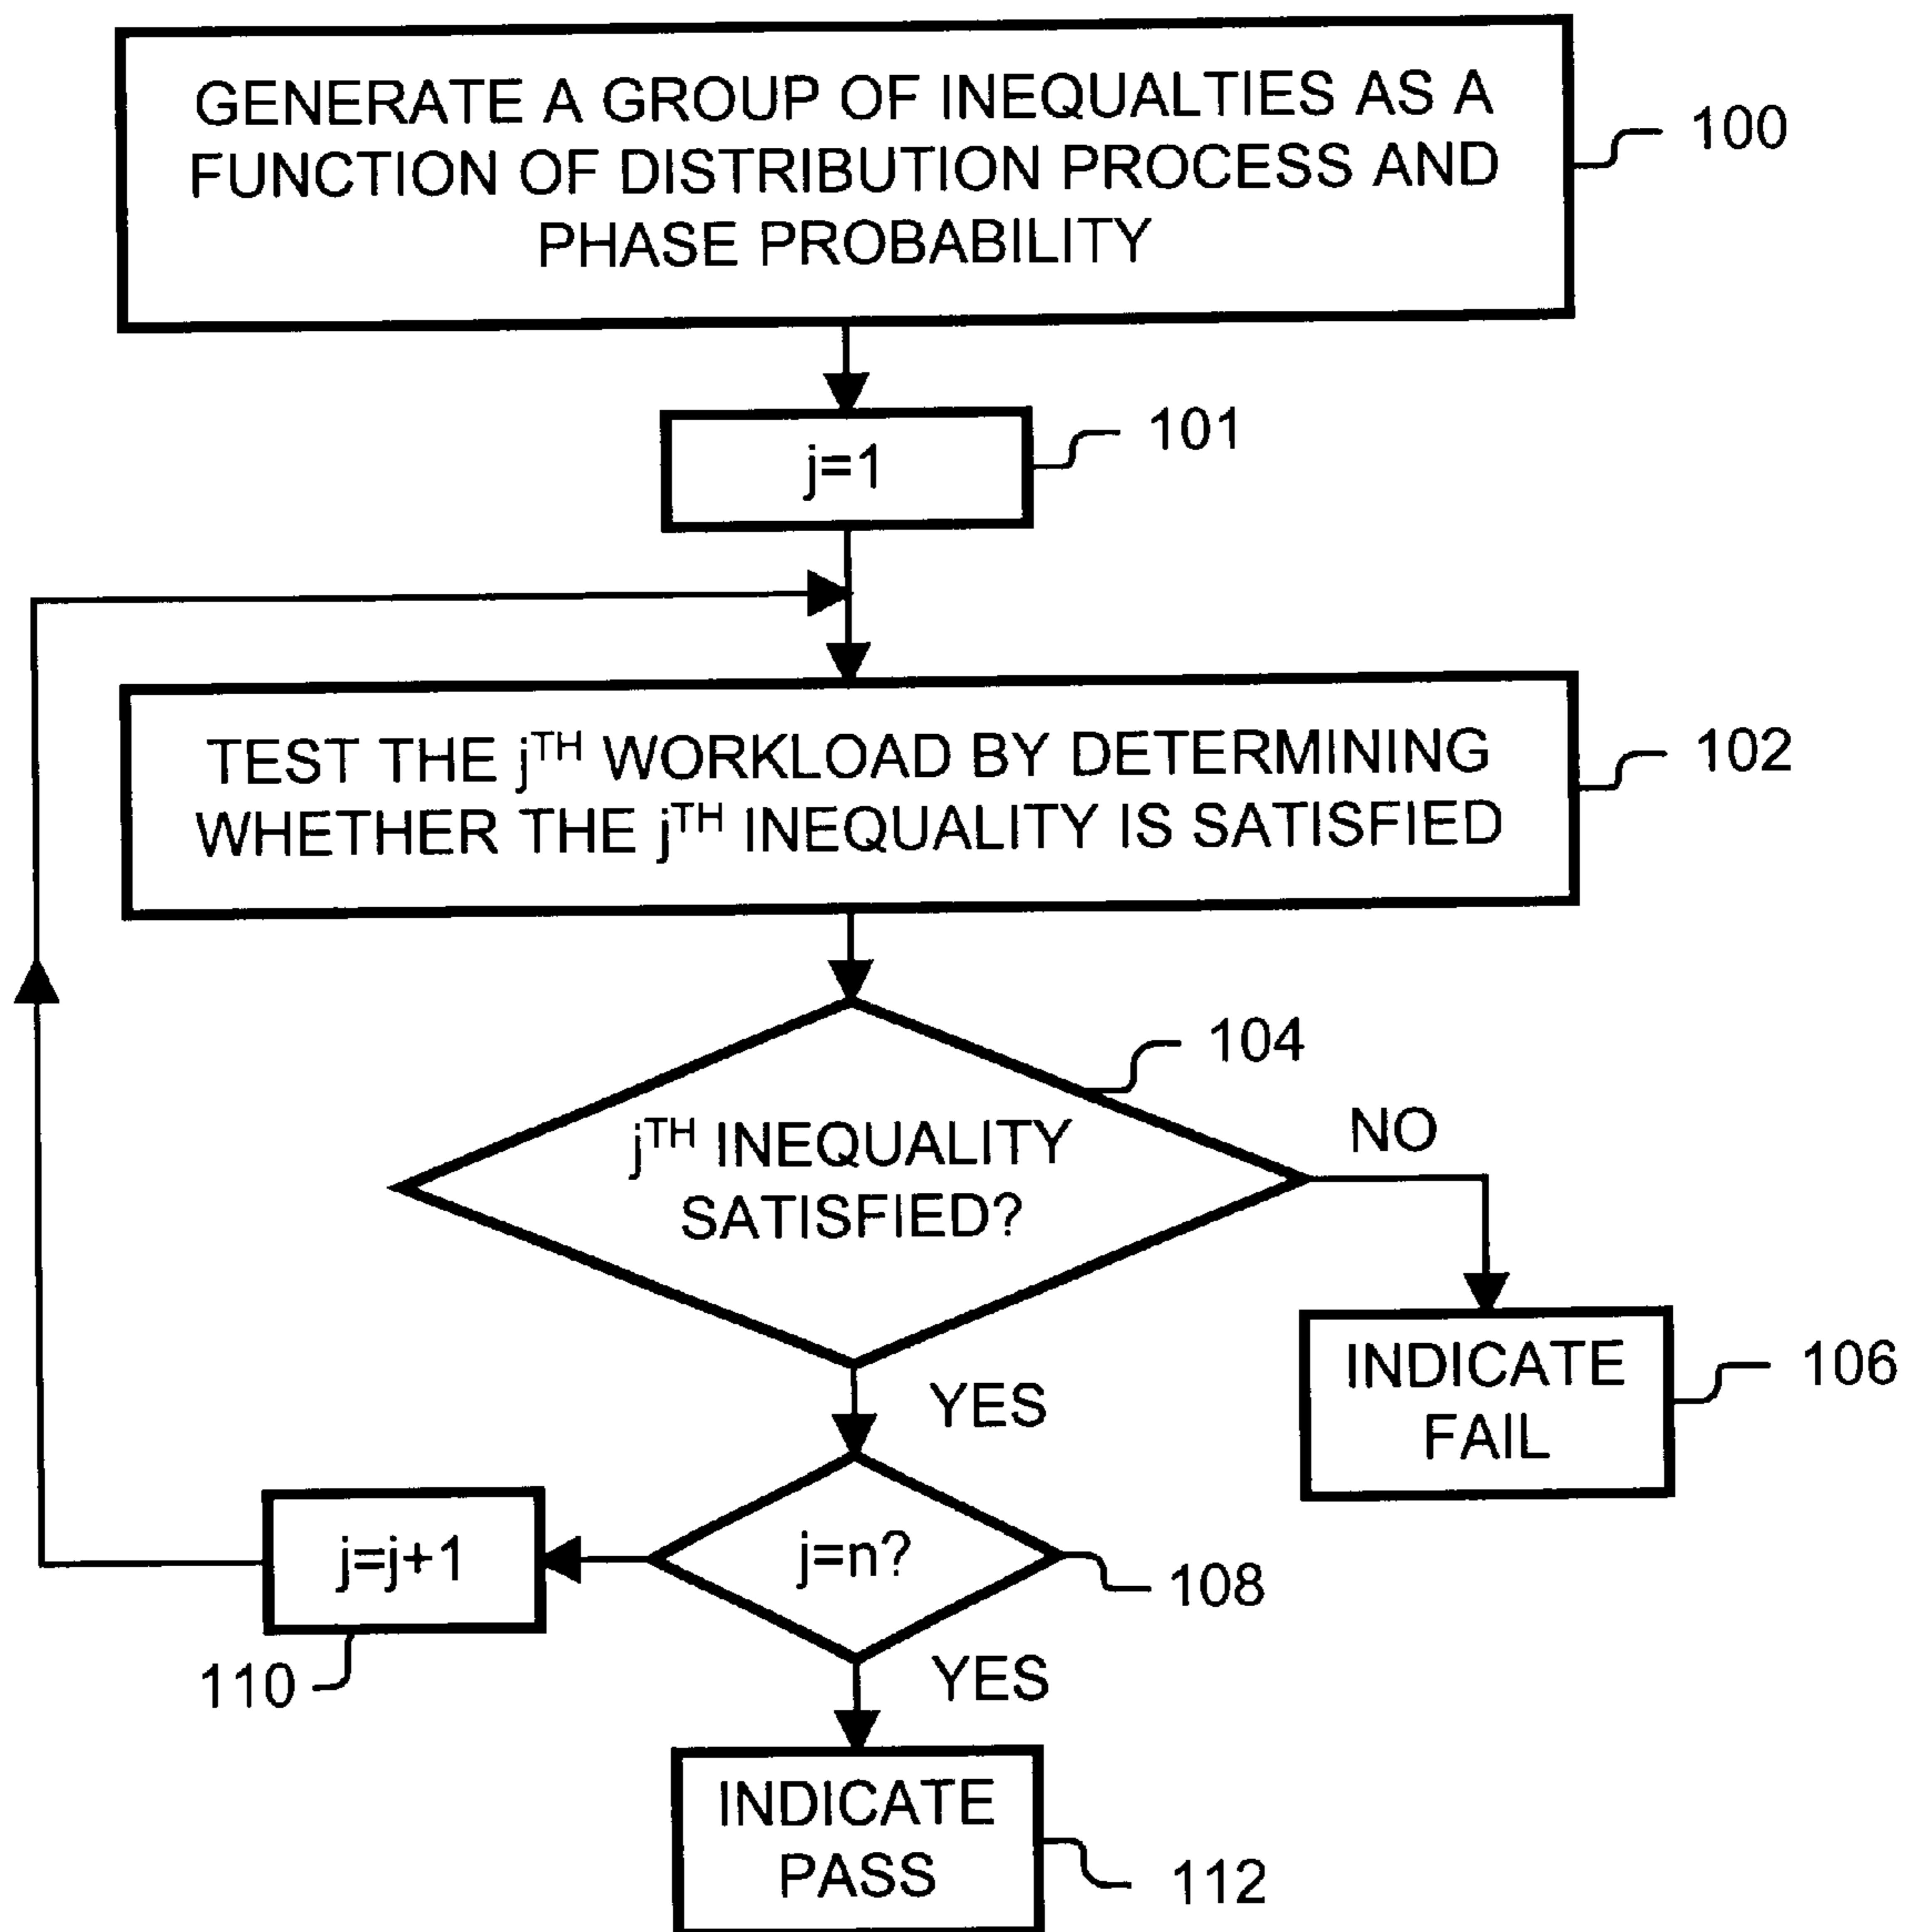 GENERATE A GROUP OF INEQUALTIES AS A
FUNCTION OF DISTRIBUTION PROCESS AND
PHASE PROBABILITY
100
j=1
101
TEST THE jTH WORKLOAD BY DETERMINING
WHETHER THE jTH INEQUALITY IS SATISFIED
102
104
jTH INEQUALITY
SATISFIED?
NO
INDICATE
FAIL
106
YES
j=n?
108
j=j+1
110
YES
INDICATE
PASS
112